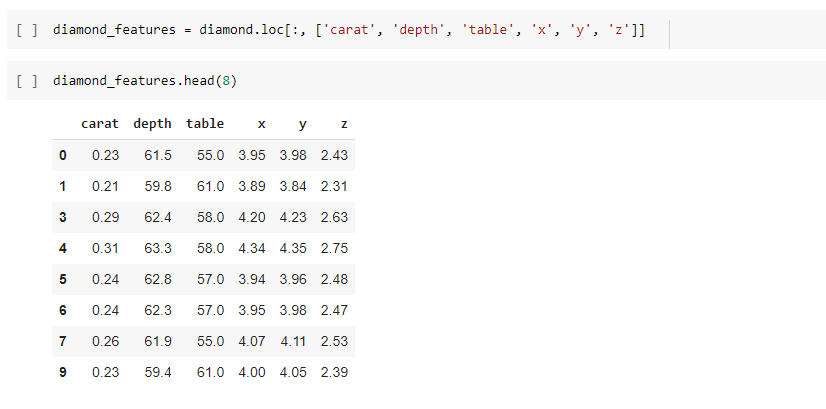 [ ] diamond_features = diamond.loc[:, ['carat', 'depth', 'table', 'x', 'y', 'z']]
[ ] diamond_features.head(8)
carat depth table x y z
0 0.23 61.5 55.0 3.95 3.98 2.43
1 0.21 59.8 61.0 3.89 3.84 2.31
3 0.29 62.4 58.0 4.20 4.23 2.63
4 0.31 63.3 58.0 4.34 4.35 2.75
5 0.24 62.8 57.0 3.94 3.96 2.48
6 0.24 62.3 57.0 3.95 3.98 2.47
7 0.26 61.9 55.0 4.07 4.11 2.53
9 0.23 59.4 61.0 4.00 4.05 2.39